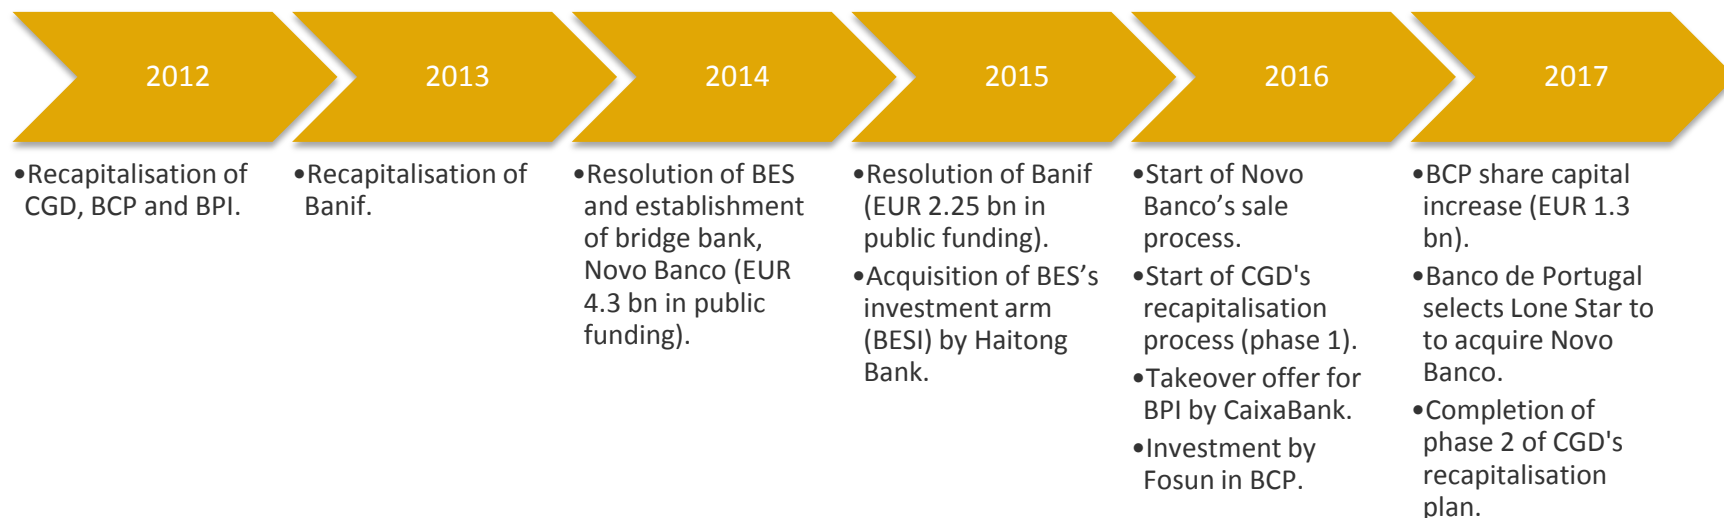 2012
2013
2014
2015
2016
2017
•Recapitalisation of
CGD, BCP and BPI.
•Recapitalisation of
Banif.
•Resolution of BES
and establishment
of bridge bank,
Novo Banco (EUR
4.3 bn in public
funding).
•Resolution of Banif
(EUR 2.25 bn in
public funding).
•Acquisition of BES’s
investment arm
(BESI) by Haitong
Bank.
•Start of Novo
Banco’s sale
process.
•Start of CGD's
recapitalisation
process (phase 1).
•Takeover offer for
BPI by CaixaBank.
•Investment by
Fosun in BCP.
•BCP share capital
increase (EUR 1.3
bn).
•Banco de Portugal
selects Lone Star to
to acquire Novo
Banco.
•Completion of
phase 2 of CGD's
recapitalisation
plan.